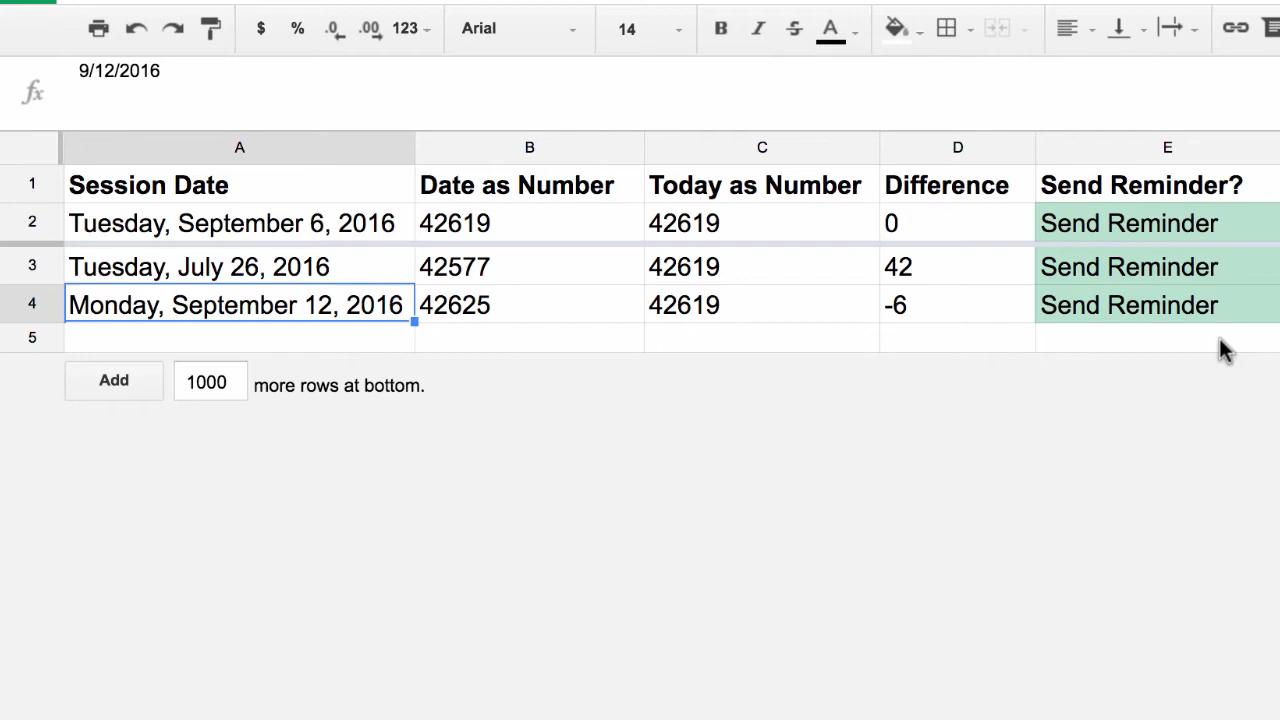 $ % .0 .00 123 Arial 14 B I S A
fx 9/12/2016
A B C D E
1 Session Date Date as Number Today as Number Difference Send Reminder?
2 Tuesday, September 6, 2016 42619 42619 0 Send Reminder
3 Tuesday, July 26, 2016 42577 42619 42 Send Reminder
4 Monday, September 12, 2016 42625 42619 -6 Send Reminder
5
Add 1000 more rows at bottom.